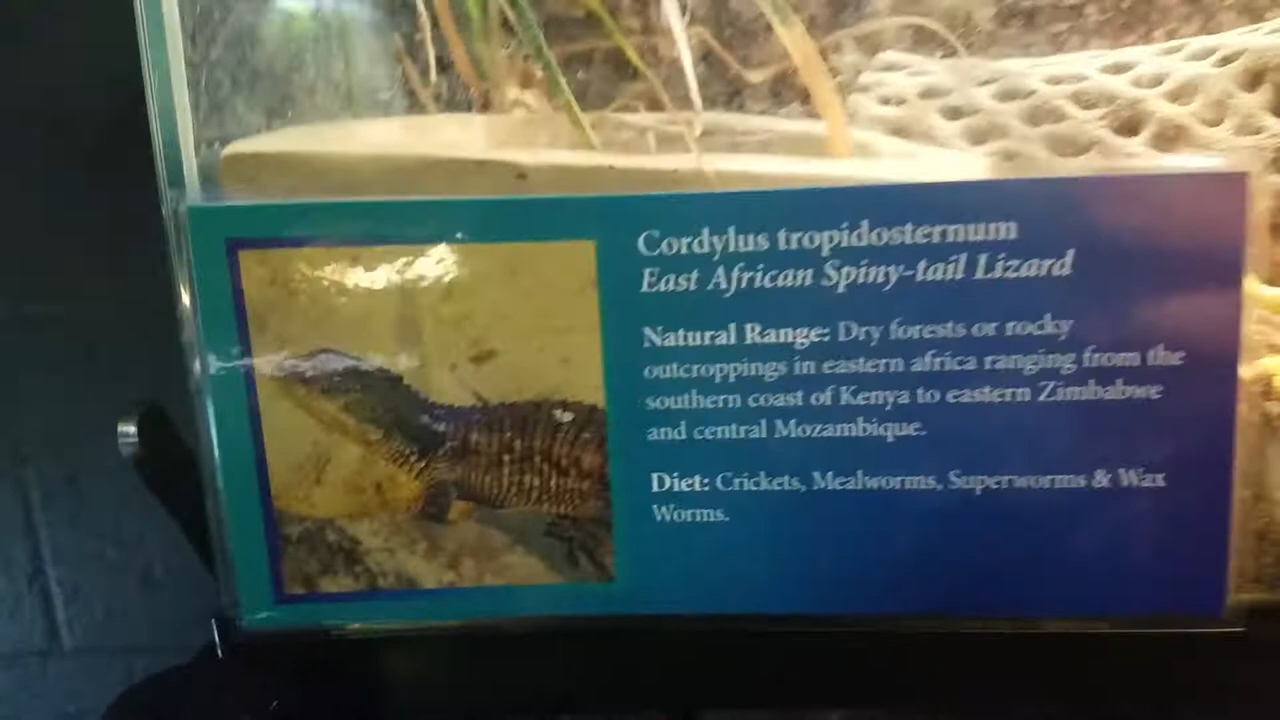 Cordylus tropidosternum
East African Spiny-tail Lizard
Natural Range: Dry forests or rocky
outcroppings in eastern africa ranging from the
southern coast of Kenya to eastern Zimbabwe
and central Mozambique.
Diet: Crickets, Mealworms, Superworms & Wax
Worms.